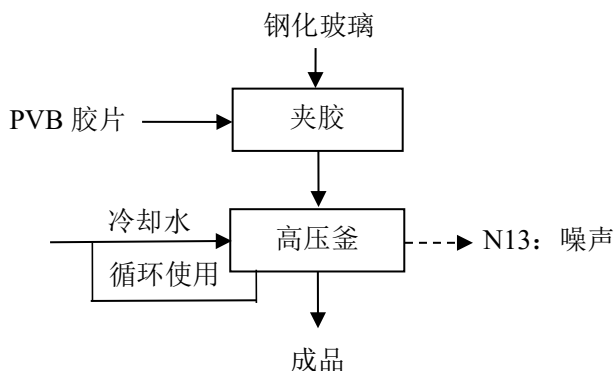 钢化玻璃
PVB 胶片
夹胶
冷却水
高压釜
N13：噪声
循环使用
成品